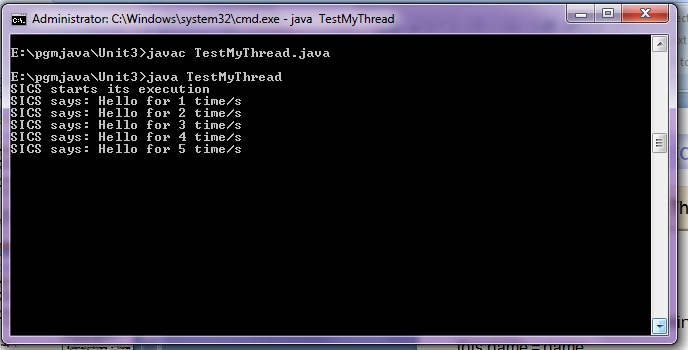 Administrator: C:\Windows\system32\cmd.exe - java  TestMyThread
E:\pgmjava\Unit3>javac TestMyThread.java
E:\pgmjava\Unit3>java TestMyThread
SICS starts its execution
SICS says: Hello for 1 time/s
SICS says: Hello for 2 time/s
SICS says: Hello for 3 time/s
SICS says: Hello for 4 time/s
SICS says: Hello for 5 time/s
this.name = name